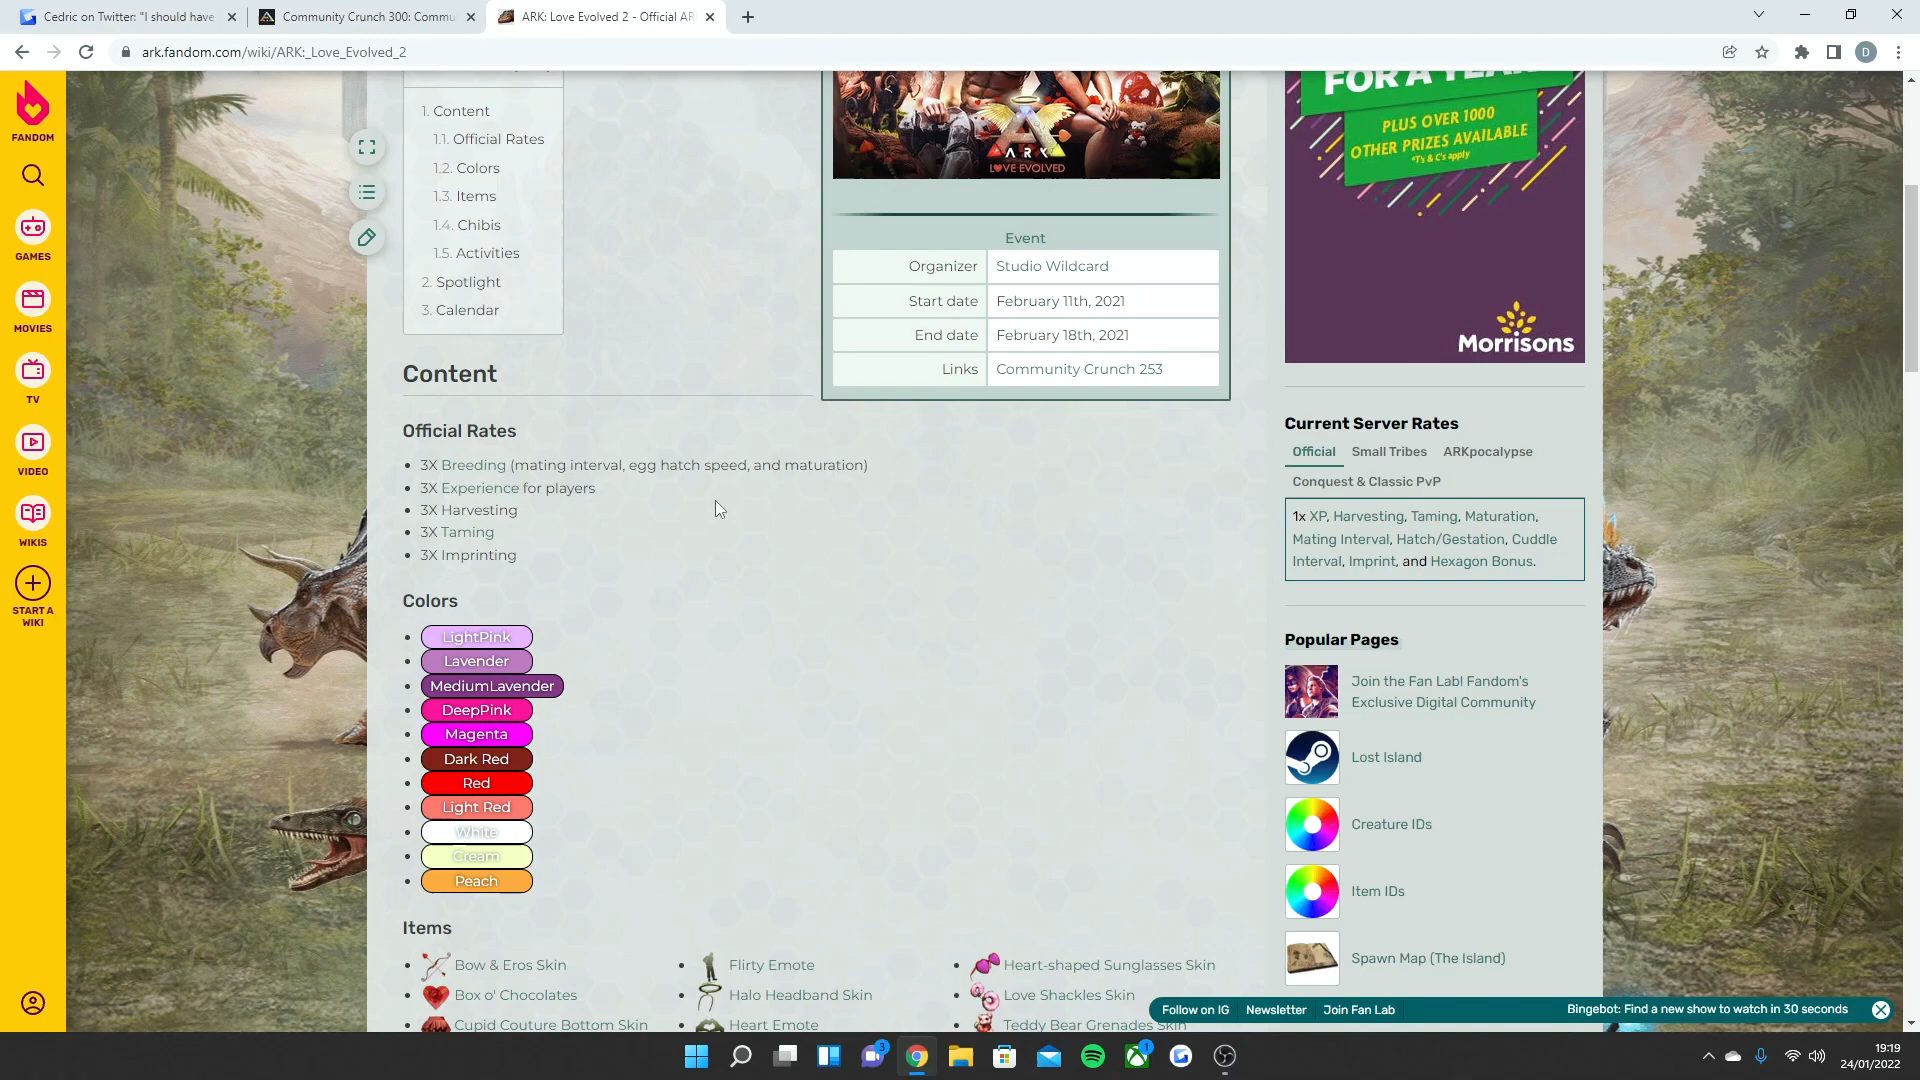 Cedric on Twitter: "I should have
Community Crunch 300: Commu
ARK: Love Evolved 2 - Official AR
ark.fandom.com/wiki/ARK:_Love_Evolved_2
D
FANDOM
GAMES
MOVIES
TV
VIDEO
WIKIS
START A
WIKI
1. Content
1.1. Official Rates
1.2. Colors
1.3. Items
1.4. Chibis
1.5. Activities
2. Spotlight
3. Calendar
ARK
LOVE EVOLVED
Event
Organizer Studio Wildcard
Start date February 11th, 2021
End date February 18th, 2021
Links Community Crunch 253
Content
Official Rates
3X Breeding (mating interval, egg hatch speed, and maturation)
3X Experience for players
3X Harvesting
3X Taming
3X Imprinting
Colors
LightPink
Lavender
MediumLavender
DeepPink
Magenta
Dark Red
Red
Light Red
White
Cream
Peach
Items
Bow & Eros Skin
Box o' Chocolates
Cupid Couture Bottom Skin
Flirty Emote
Halo Headband Skin
Heart Emote
Heart-shaped Sunglasses Skin
Love Shackles Skin
Teddy Bear Grenades Skin
FOR A YEAR
PLUS OVER 1000
OTHER PRIZES AVAILABLE
*T's & C's apply
Morrisons
Current Server Rates
Official Small Tribes ARKpocalypse
Conquest & Classic PvP
1x XP, Harvesting, Taming, Maturation,
Mating Interval, Hatch/Gestation, Cuddle
Interval, Imprint, and Hexagon Bonus.
Popular Pages
Join the Fan Lab! Fandom's
Exclusive Digital Community
Lost Island
Creature IDs
Item IDs
Spawn Map (The Island)
Follow on IG Newsletter Join Fan Lab Bingebot: Find a new show to watch in 30 seconds
3
1
19:19
24/01/2022